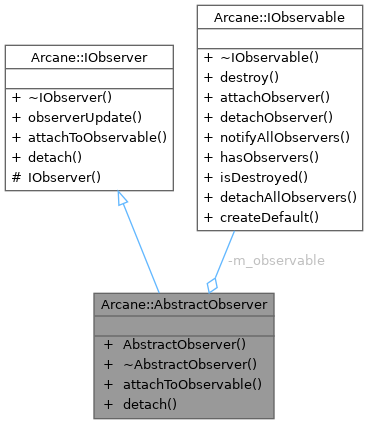 Arcane::IObserver
+ ~IObserver()
+ observerUpdate()
+ attachToObservable()
+ detach()
# IObserver()
Arcane::IObservable
+ ~IObservable()
+ destroy()
+ attachObserver()
+ detachObserver()
+ notifyAllObservers()
+ hasObservers()
+ isDestroyed()
+ detachAllObservers()
+ createDefault()
-m_observable
Arcane::AbstractObserver
+ AbstractObserver()
+ ~AbstractObserver()
+ attachToObservable()
+ detach()